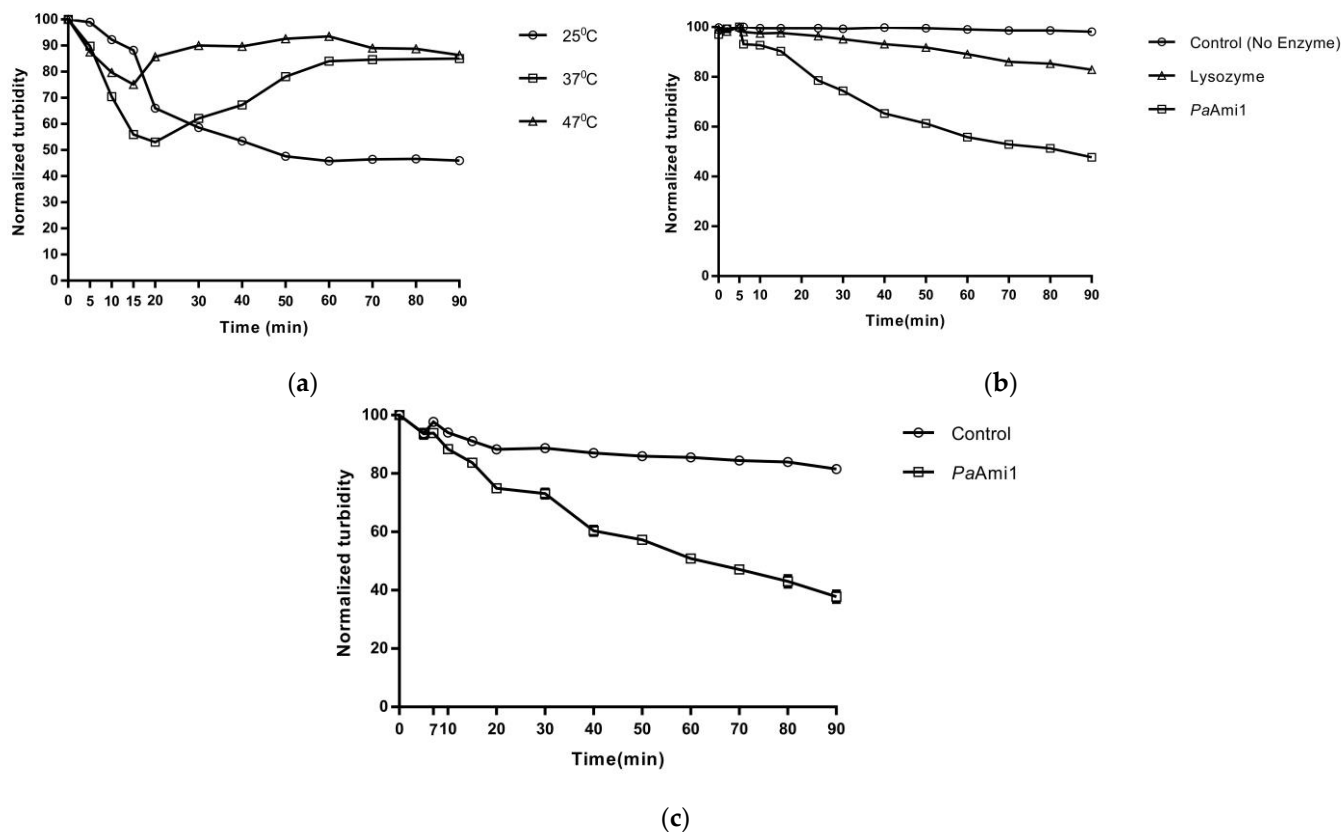 100
90
80
70
60
50
40
30
20
10
0
Normalized turbidity
0 5 10 15 20 30 40 50 60 70 80 90
Time (min)
25⁰C
37⁰C
47⁰C
(a)
100
80
60
40
20
0
Normalized turbidity
0 5 10 20 30 40 50 60 70 80 90
Time(min)
Control (No Enzyme)
Lysozyme
PaAmi1
(b)
100
80
60
40
20
0
Normalized turbidity
0 7 10 20 30 40 50 60 70 80 90
Time(min)
Control
PaAmi1
(c)